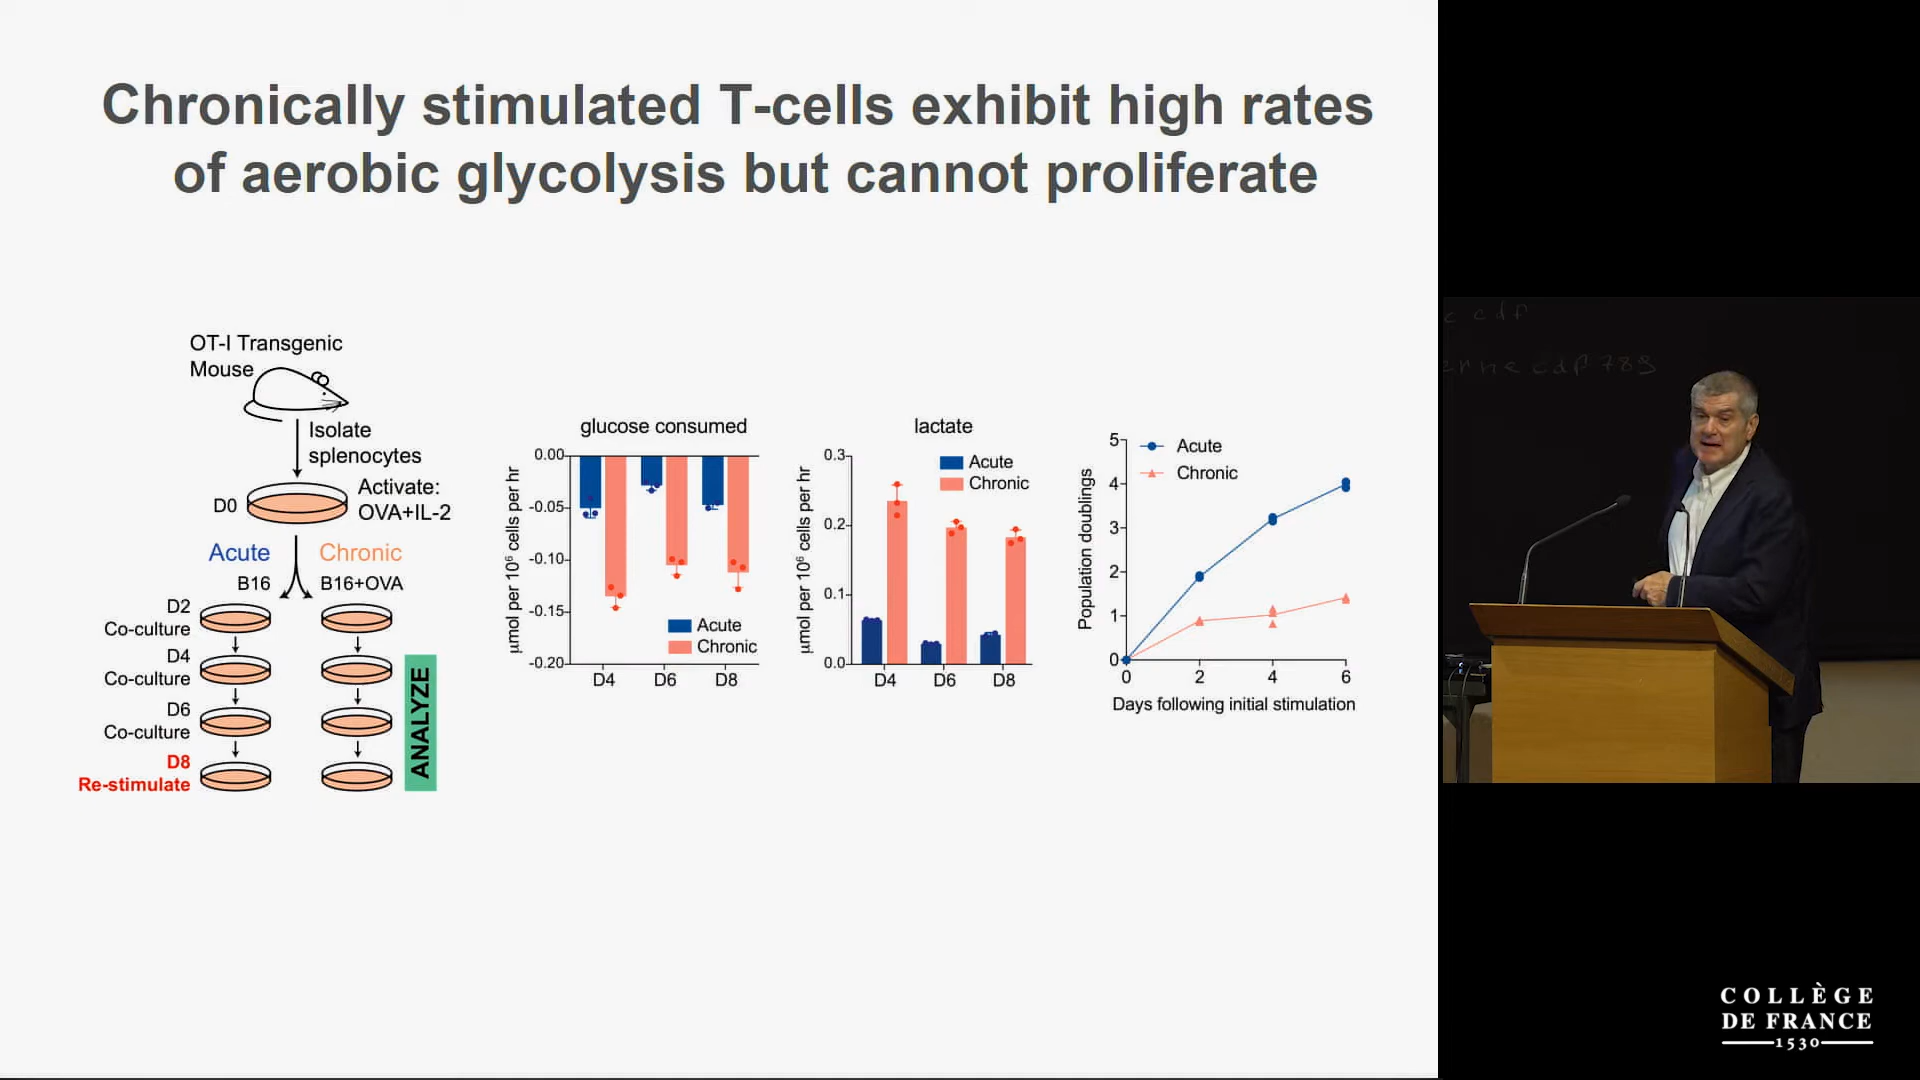 Chronically stimulated T-cells exhibit high rates
of aerobic glycolysis but cannot proliferate
OT-I Transgenic
Mouse
Isolate
splenocytes
D0
Activate:
OVA+IL-2
Acute
Chronic
B16
B16+OVA
D2
Co-culture
D4
Co-culture
D6
Co-culture
D8
Re-stimulate
ANALYZE
glucose consumed
µmol per 10⁶ cells per hr
0.00
-0.05
-0.10
-0.15
-0.20
Acute
Chronic
D4 D6 D8
lactate
µmol per 10⁶ cells per hr
0.3
0.2
0.1
0.0
Acute
Chronic
D4 D6 D8
Population doublings
5
4
3
2
1
0
Acute
Chronic
0 2 4 6
Days following initial stimulation
c cdf
cdf 789
COLLÈGE
DE FRANCE
1530